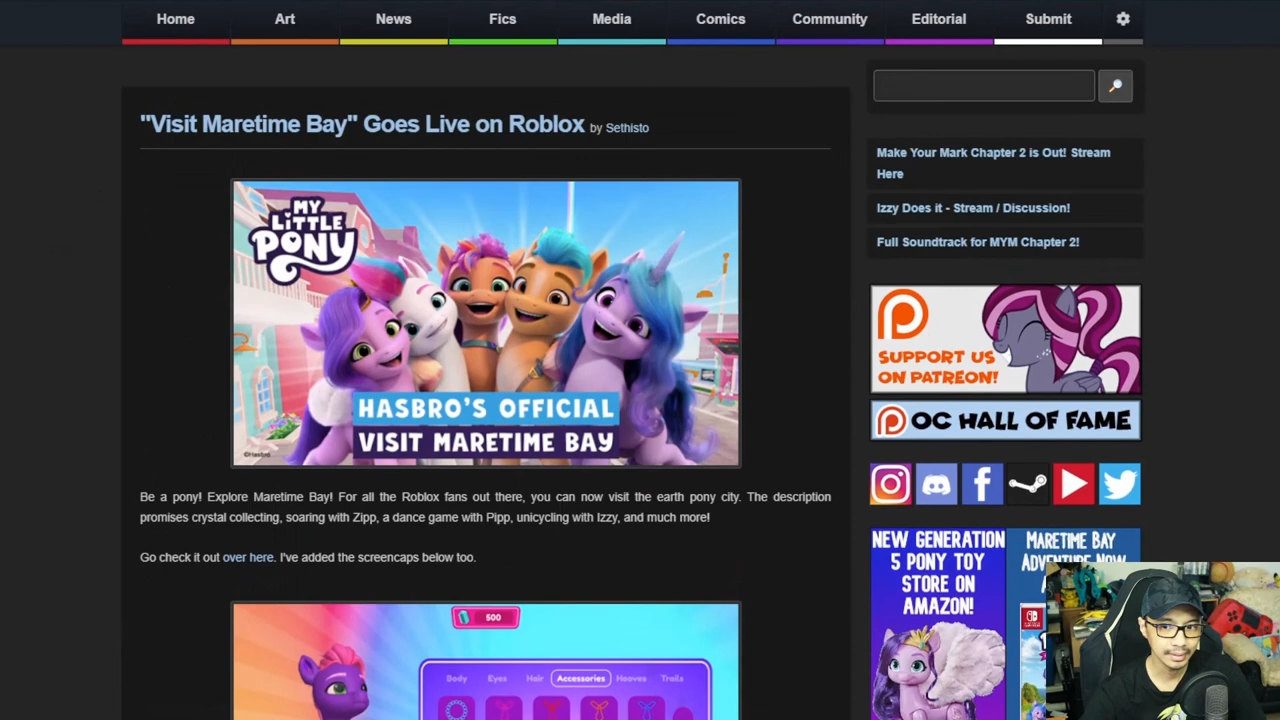 Home Art News Fics Media Comics Community Editorial Submit
"Visit Maretime Bay" Goes Live on Roblox by Sethisto
MY
LITTLE
PONY
HASBRO'S OFFICIAL
VISIT MARETIME BAY
©Hasbro
Be a pony! Explore Maretime Bay! For all the Roblox fans out there, you can now visit the earth pony city. The description
promises crystal collecting, soaring with Zipp, a dance game with Pipp, unicycling with Izzy, and much more!
Go check it out over here. I've added the screencaps below too.
500
Body Eyes Hair Accessories Hooves Trails
Make Your Mark Chapter 2 is Out! Stream
Here
Izzy Does it - Stream / Discussion!
Full Soundtrack for MYM Chapter 2!
SUPPORT US
ON PATREON!
OC HALL OF FAME
NEW GENERATION
5 PONY TOY
STORE ON
AMAZON!
MARETIME BAY
ADVENTURE NOW